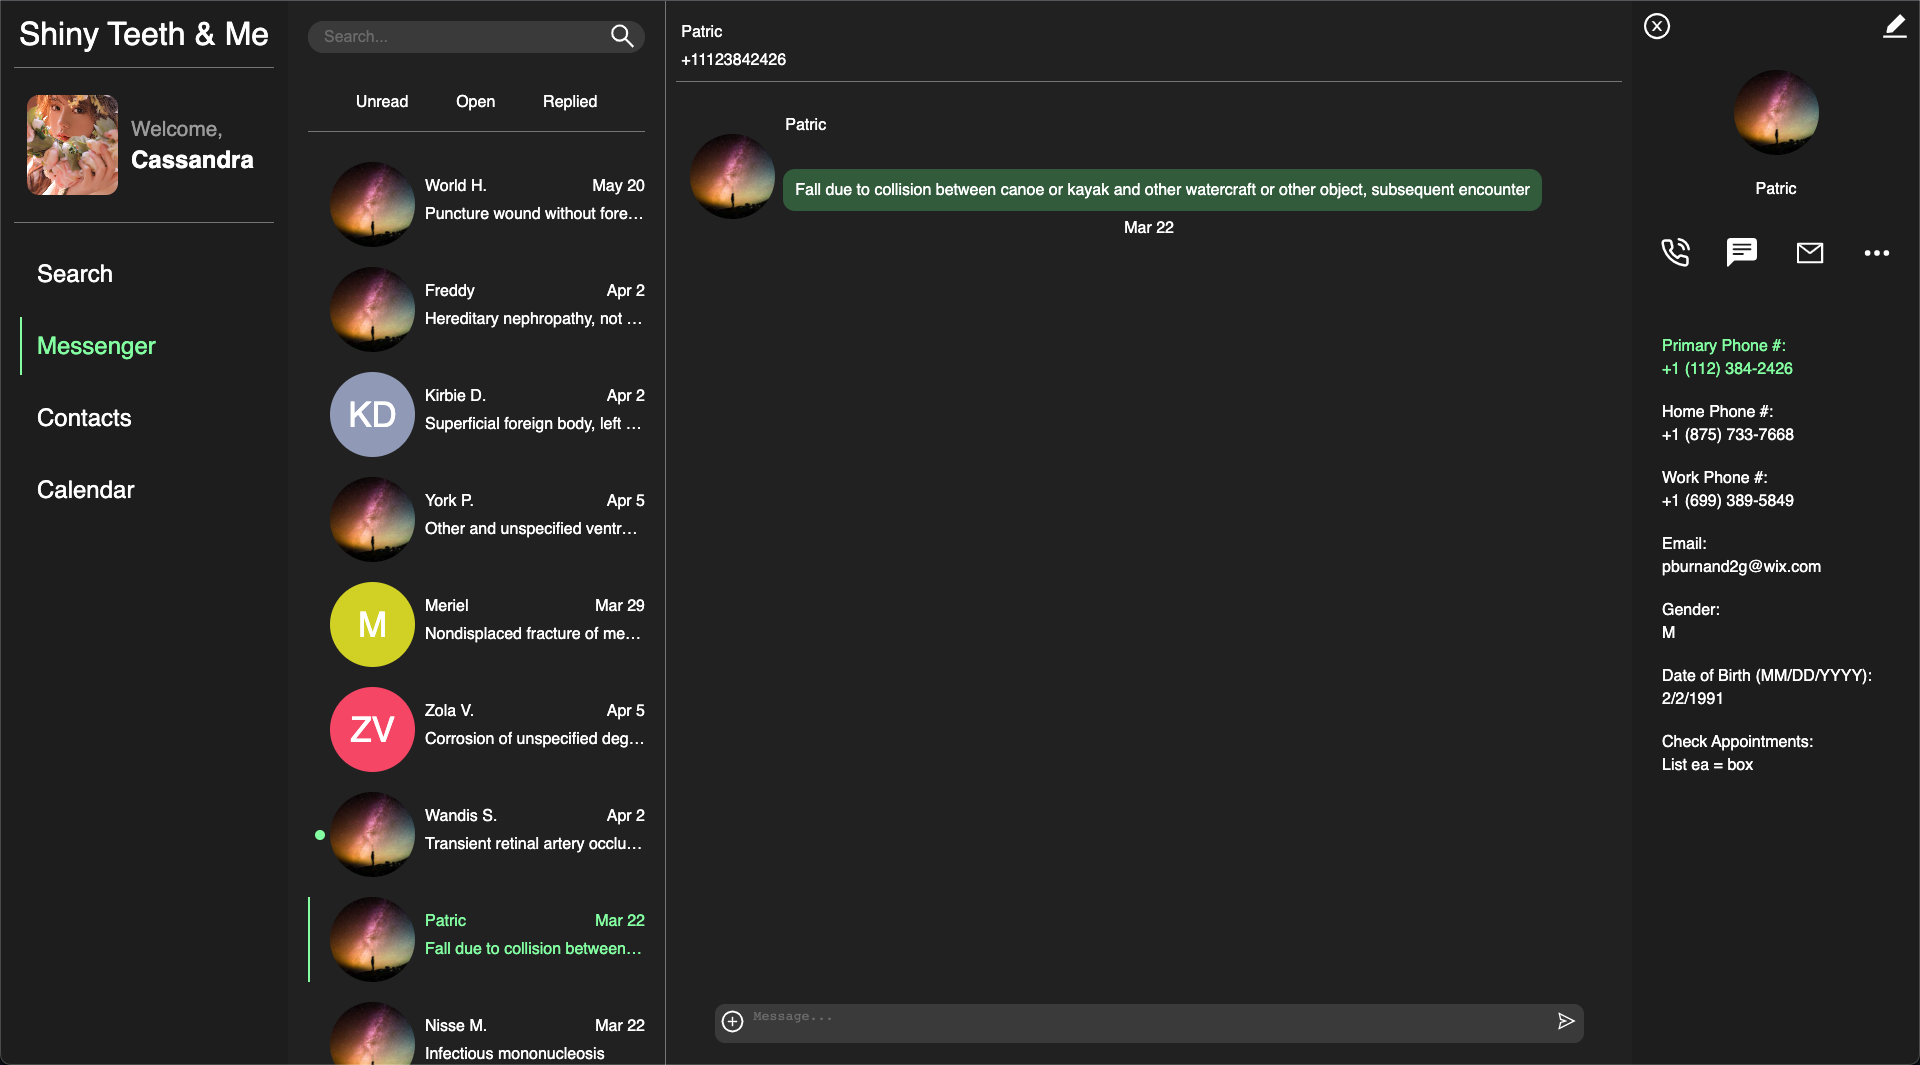 Shiny Teeth & Me
Welcome,
Cassandra
Search
Messenger
Contacts
Calendar
Search...
Unread Open Replied
World H. May 20
Puncture wound without fore...
Freddy Apr 2
Hereditary nephropathy, not ...
KD
Kirbie D. Apr 2
Superficial foreign body, left ...
York P. Apr 5
Other and unspecified ventr...
M
Meriel Mar 29
Nondisplaced fracture of me...
ZV
Zola V. Apr 5
Corrosion of unspecified deg...
Wandis S. Apr 2
Transient retinal artery occlu...
Patric Mar 22
Fall due to collision between...
Nisse M. Mar 22
Infectious mononucleosis
Patric
+11123842426
Patric
Fall due to collision between canoe or kayak and other watercraft or other object, subsequent encounter
Mar 22
Message...
Patric
Primary Phone #:
+1 (112) 384-2426
Home Phone #:
+1 (875) 733-7668
Work Phone #:
+1 (699) 389-5849
Email:
pburnand2g@wix.com
Gender:
M
Date of Birth (MM/DD/YYYY):
2/2/1991
Check Appointments:
List ea = box